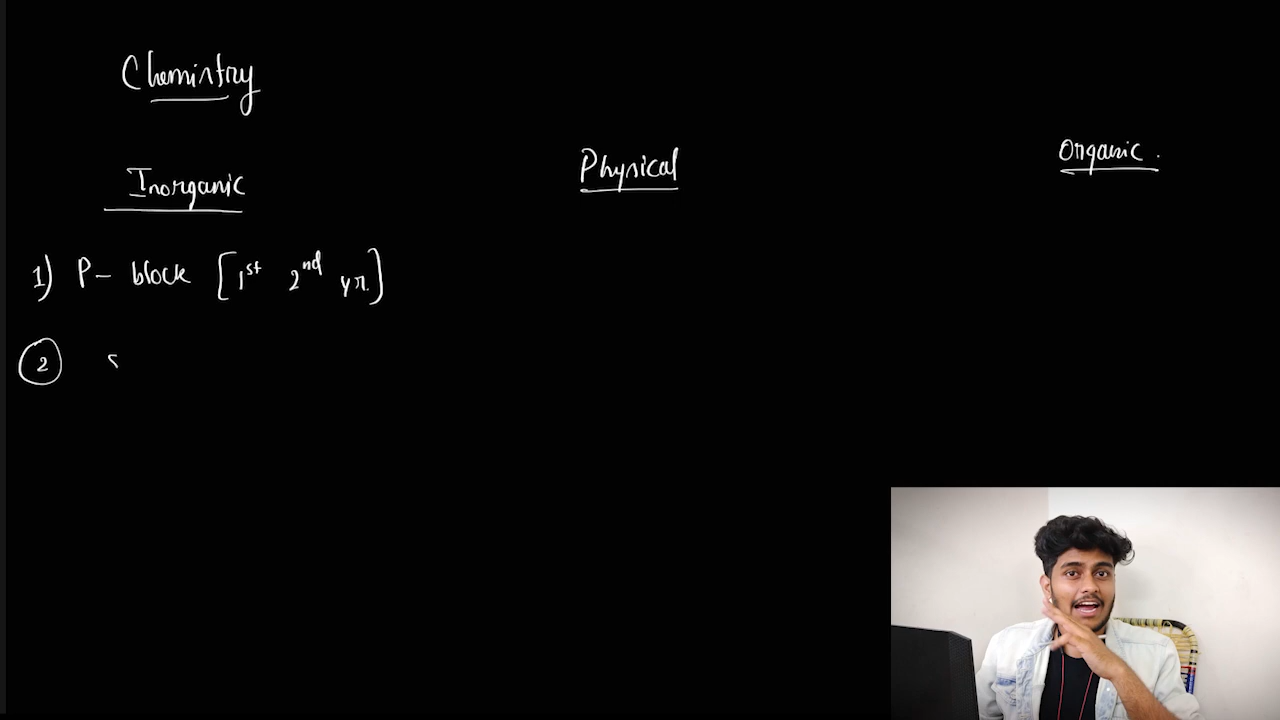 Chemistry
Inorganic
Physical
Organic.
1) P- block [1st 2nd yr.]
2 s